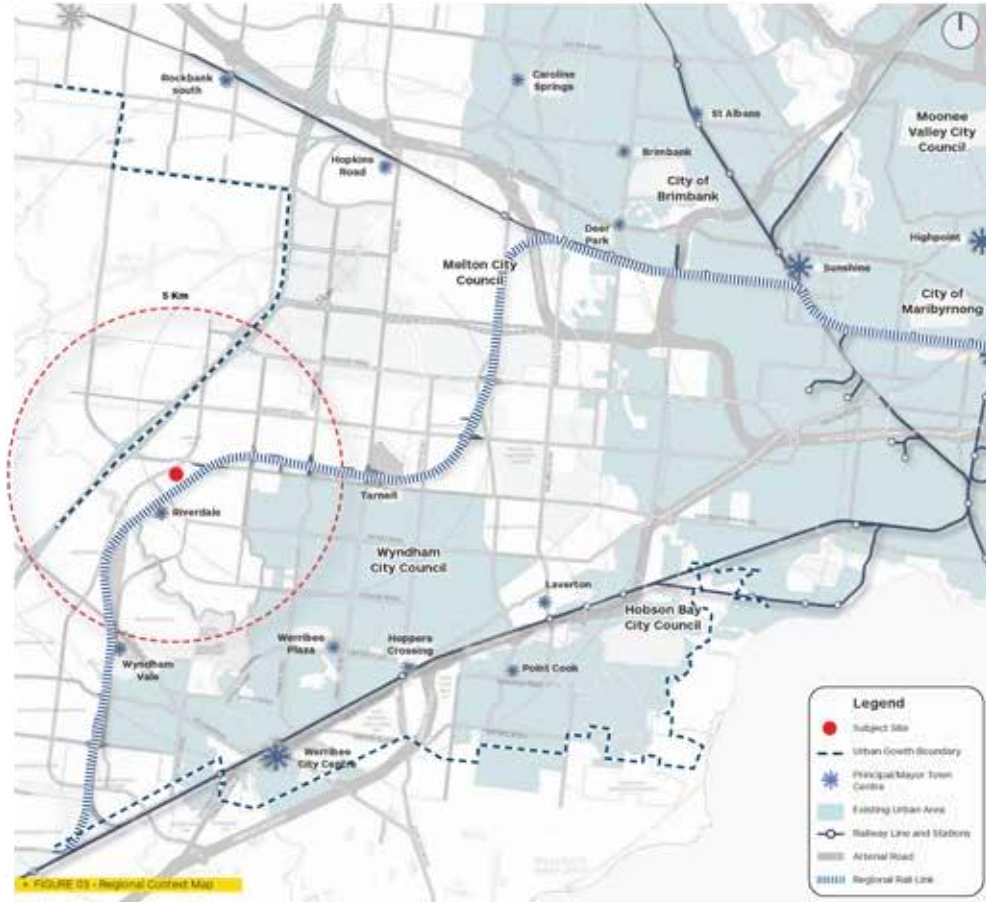 Rockbank
south
Caroline
Springs
St Albans
Moonee
Valley City
Council
Hopkins
Road
Brimbank
City of
Brimbank
Deer
Park
Highpoint
Melton City
Council
Sunshine
City of
Maribyrnong
5 Km
Tarneit
Riverdale
Wyndham
City Council
Laverton
Hobson Bay
City Council
Werribee
Plaza
Hoppers
Crossing
Wyndham
Vale
Point Cook
Werribee
City Centre
Legend
Subject Site
Urban Gowth Boundary
Principal/Mayor Town
Centre
Existing Urban Area
Railway Line and Stations
Arterial Road
Regional Rail Link
FIGURE 03 - Regional Context Map